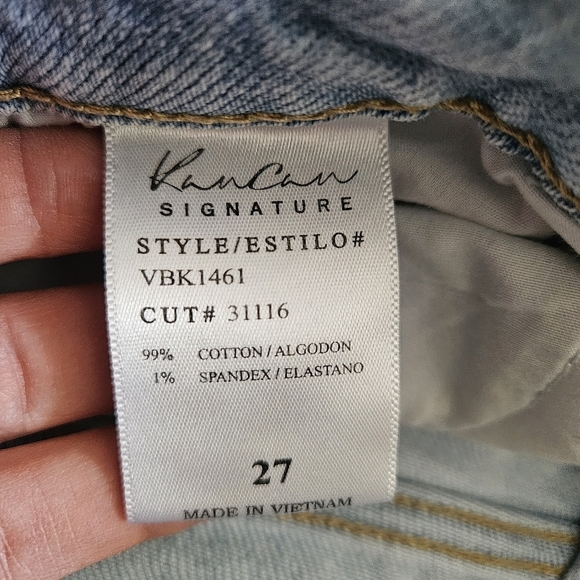 KanCan
SIGNATURE
STYLE/ESTILO#
VBK1461
CUT# 31116
99% COTTON/ALGODON
1% SPANDEX/ELASTANO
27
MADE IN VIETNAM